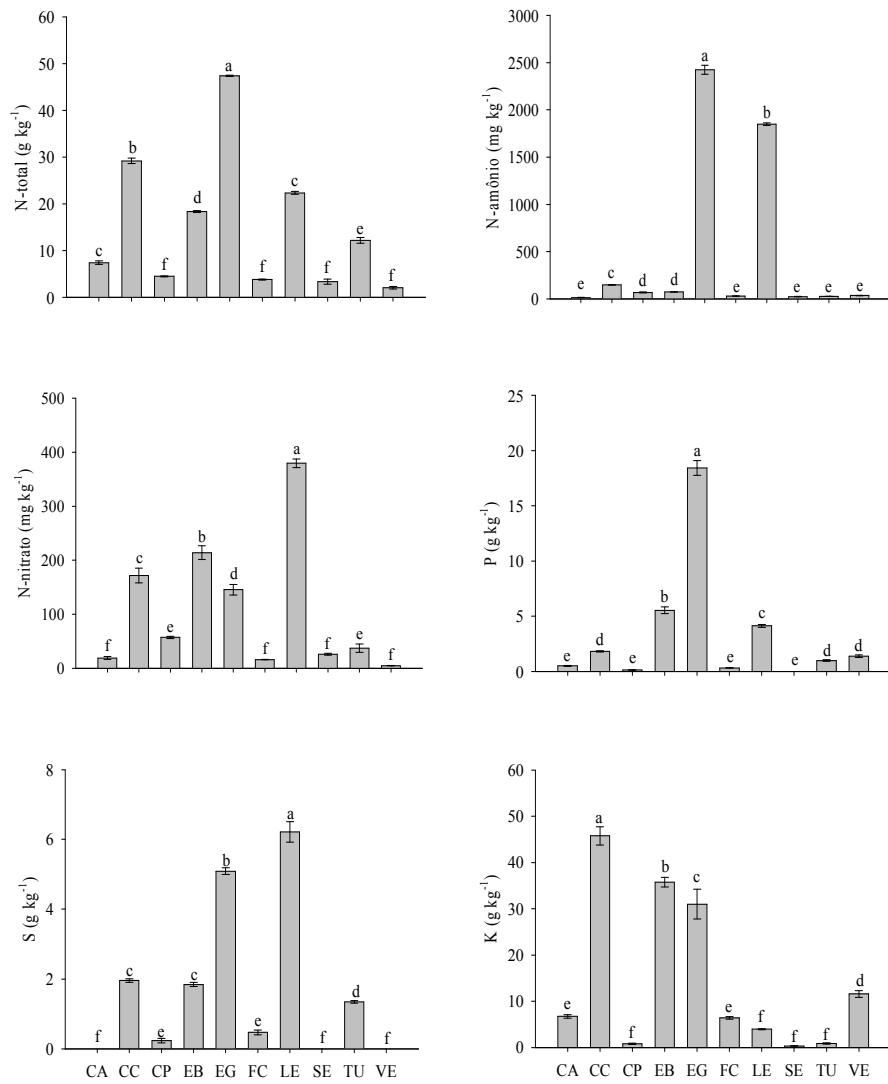 N-total (g kg⁻¹)
60
50
40
30
20
10
0
c b f d a f c f e f
N-amônio (mg kg⁻¹)
3000
2500
2000
1500
1000
500
0
e c d d a e b e e e
N-nitrato (mg kg⁻¹)
500
400
300
200
100
0
f c e b d f a f e f
P (g kg⁻¹)
25
20
15
10
5
0
e d e b a e c e d d
S (g kg⁻¹)
8
6
4
2
0
f c e c b e a f d f
CA CC CP EB EG FC LE SE TU VE
K (g kg⁻¹)
60
50
40
30
20
10
0
e a f b c e f f f d
CA CC CP EB EG FC LE SE TU VE